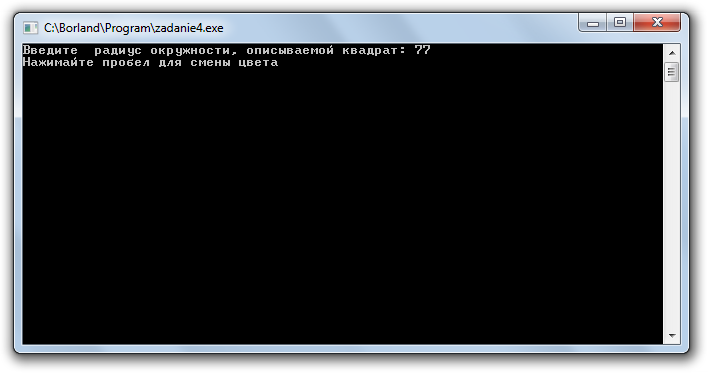 C:\Borland\Program\zadanie4.exe
Введите  радиус окружности, описываемой квадрат: 77
Нажимайте пробел для смены цвета